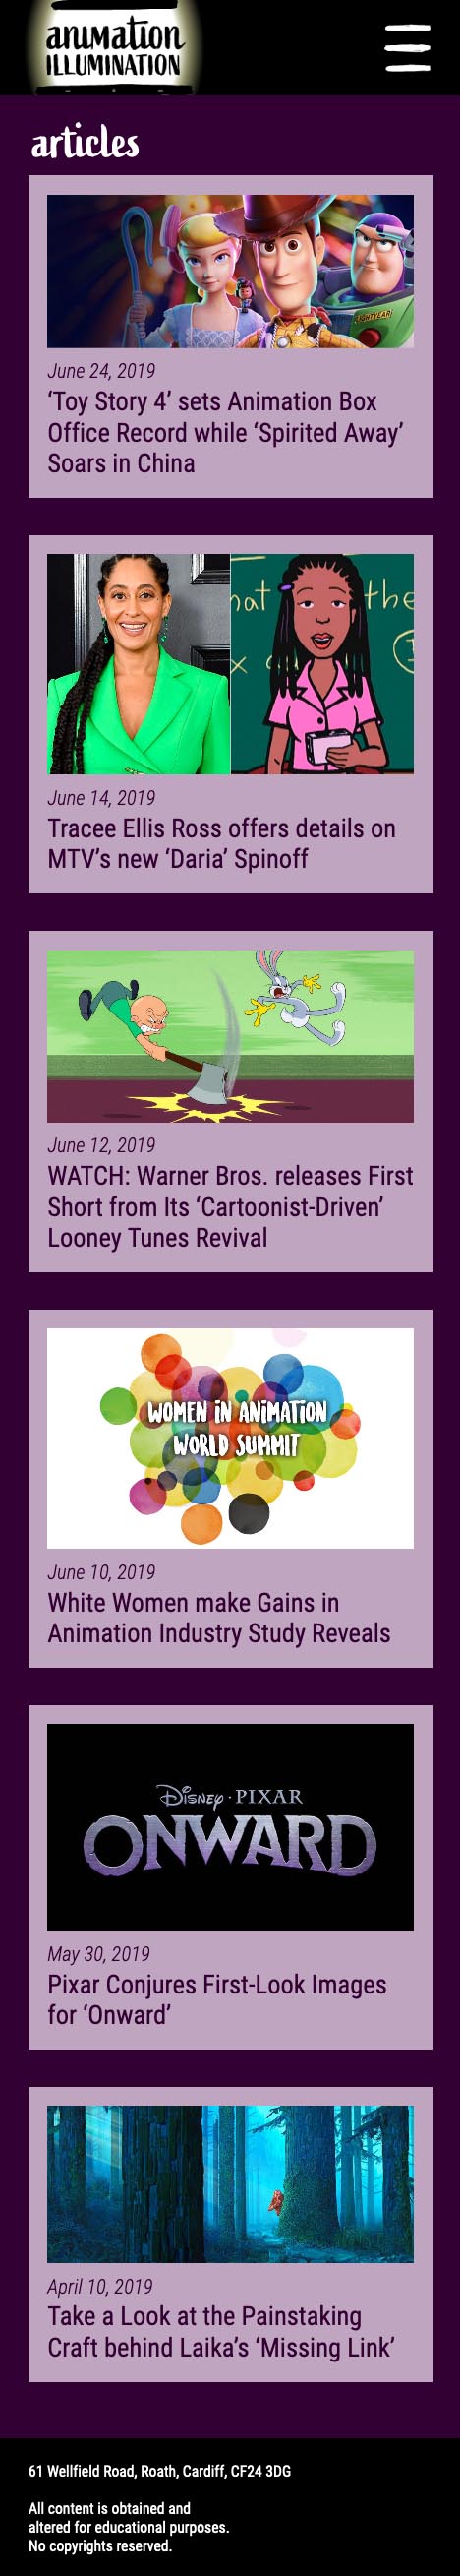 animation
ILLUMINATION
articles
LIGHTYEAR
June 24, 2019
‘Toy Story 4’ sets Animation Box
Office Record while ‘Spirited Away’
Soars in China
hat the
x
June 14, 2019
Tracee Ellis Ross offers details on
MTV’s new ‘Daria’ Spinoff
June 12, 2019
WATCH: Warner Bros. releases First
Short from Its ‘Cartoonist-Driven’
Looney Tunes Revival
WOMEN iN ANiMATiON
WORLD SUMMiT
June 10, 2019
White Women make Gains in
Animation Industry Study Reveals
Disney · PIXAR
ONWARD
May 30, 2019
Pixar Conjures First-Look Images
for ‘Onward’
April 10, 2019
Take a Look at the Painstaking
Craft behind Laika’s ‘Missing Link’
61 Wellfield Road, Roath, Cardiff, CF24 3DG
All content is obtained and
altered for educational purposes.
No copyrights reserved.